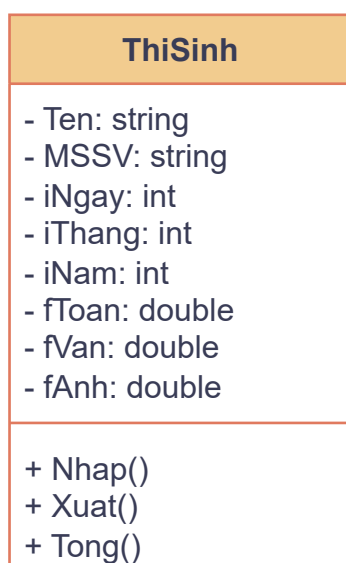 ThiSinh
- Ten: string
- MSSV: string
- iNgay: int
- iThang: int
- iNam: int
- fToan: double
- fVan: double
- fAnh: double
+ Nhap()
+ Xuat()
+ Tong()